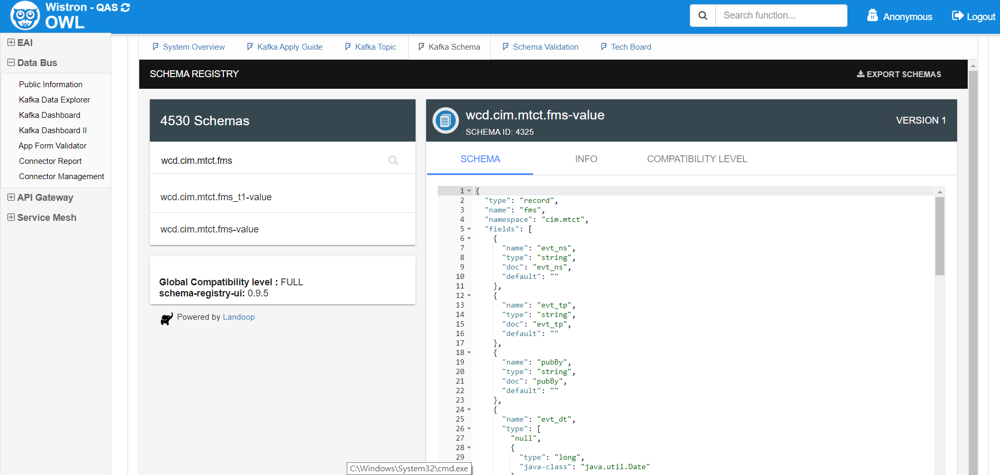 Wistron - QAS
OWL
Search function...
Anonymous
Logout
EAI
Data Bus
Public Information
Kafka Data Explorer
Kafka Dashboard
Kafka Dashboard II
App Form Validator
Connector Report
Connector Management
API Gateway
Service Mesh
System Overview
Kafka Apply Guide
Kafka Topic
Kafka Schema
Schema Validation
Tech Board
SCHEMA REGISTRY
EXPORT SCHEMAS
4530 Schemas
wcd.cim.mtct.fms
wcd.cim.mtct.fms_t1-value
wcd.cim.mtct.fms-value
Global Compatibility level : FULL
schema-registry-ui: 0.9.5
Powered by Landoop
wcd.cim.mtct.fms-value
SCHEMA ID: 4325
VERSION 1
SCHEMA
INFO
COMPATIBILITY LEVEL
1 {
2 "type": "record",
3 "name": "fms",
4 "namespace": "cim.mtct",
5 "fields": [
6 {
7 "name": "evt_ns",
8 "type": "string",
9 "doc": "evt_ns",
10 "default": ""
11 },
12 {
13 "name": "evt_tp",
14 "type": "string",
15 "doc": "evt_tp",
16 "default": ""
17 },
18 {
19 "name": "pubBy",
20 "type": "string",
21 "doc": "pubBy",
22 "default": ""
23 },
24 {
25 "name": "evt_dt",
26 "type": [
27 "null",
28 {
29 "type": "long",
"java-class": "java.util.Date"
C:\Windows\System32\cmd.exe